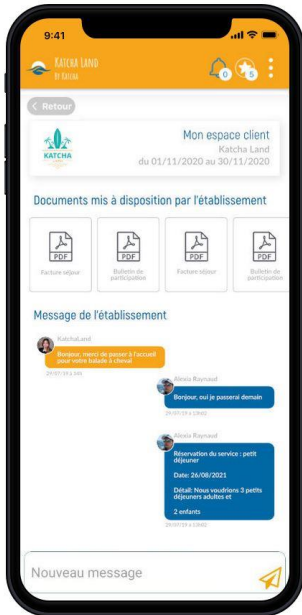 9:41
KATCHA LAND
BY KATCHA
0
5
< Retour
KATCHA
Mon espace client
Katcha Land
du 01/11/2020 au 30/11/2020
Documents mis à disposition par l'établissement
PDF
PDF
PDF
PDF
Facture séjour
Bulletin de
participation
Facture séjour
Bulletin de
participation
Message de l'établissement
KatchaLand
Bonjour, merci de passer à l'accueil
pour votre balade à cheval
Alexia Raynaud
Bonjour, oui je passerai demain
Alexia Raynaud
Réservation du service : petit
déjeuner
Date: 26/08/2021
Détail: Nous voudrions 3 petits
déjeuners adultes et
2 enfants
Nouveau message